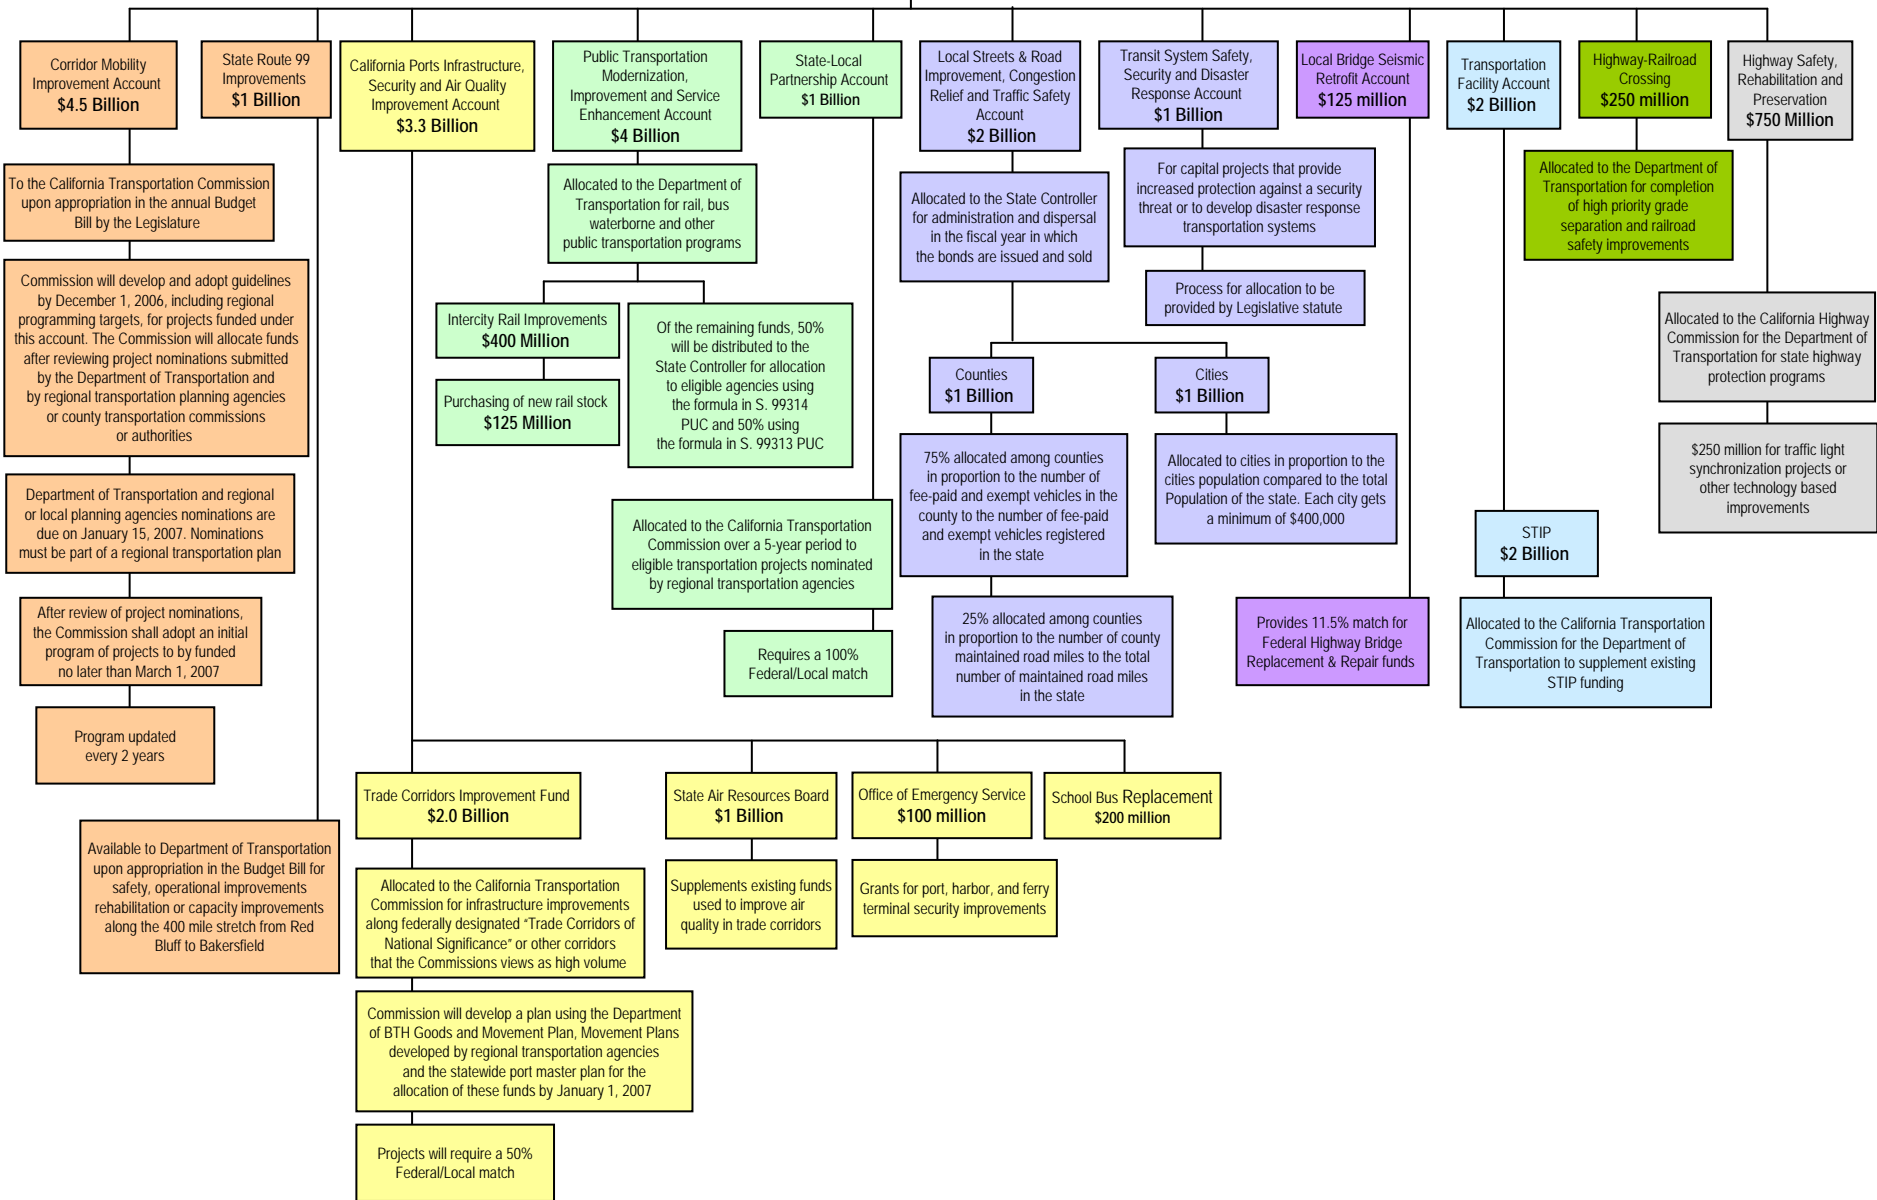 Corridor Mobility
Improvement Account
$4.5 Billion
State Route 99
Improvements
$1 Billion
California Ports Infrastructure,
Security and Air Quality
Improvement Account
$3.3 Billion
Public Transportation
Modernization,
Improvement and Service
Enhancement Account
$4 Billion
State-Local
Partnership Account
$1 Billion
Local Streets & Road
Improvement, Congestion
Relief and Traffic Safety
Account
$2 Billion
Transit System Safety,
Security and Disaster
Response Account
$1 Billion
Local Bridge Seismic
Retrofit Account
$125 million
Transportation
Facility Account
$2 Billion
Highway-Railroad
Crossing
$250 million
Highway Safety,
Rehabilitation and
Preservation
$750 Million
To the California Transportation Commission
upon appropriation in the annual Budget
Bill by the Legislature
Commission will develop and adopt guidelines
by December 1, 2006, including regional
programming targets, for projects funded under
this account. The Commission will allocate funds
after reviewing project nominations submitted
by the Department of Transportation and
by regional transportation planning agencies
or county transportation commissions
or authorities
Department of Transportation and regional
or local planning agencies nominations are
due on January 15, 2007. Nominations
must be part of a regional transportation plan
After review of project nominations,
the Commission shall adopt an initial
program of projects to by funded
no later than March 1, 2007
Program updated
every 2 years
Available to Department of Transportation
upon appropriation in the Budget Bill for
safety, operational improvements
rehabilitation or capacity improvements
along the 400 mile stretch from Red
Bluff to Bakersfield
Allocated to the Department of
Transportation for rail, bus
waterborne and other
public transportation programs
Intercity Rail Improvements
$400 Million
Purchasing of new rail stock
$125 Million
Of the remaining funds, 50%
will be distributed to the
State Controller for allocation
to eligible agencies using
the formula in S. 99314
PUC and 50% using
the formula in S. 99313 PUC
Allocated to the California Transportation
Commission over a 5-year period to
eligible transportation projects nominated
by regional transportation agencies
Requires a 100%
Federal/Local match
Allocated to the State Controller
for administration and dispersal
in the fiscal year in which
the bonds are issued and sold
Counties
$1 Billion
Cities
$1 Billion
75% allocated among counties
in proportion to the number of
fee-paid and exempt vehicles in the
county to the number of fee-paid
and exempt vehicles registered
in the state
25% allocated among counties
in proportion to the number of county
maintained road miles to the total
number of maintained road miles
in the state
Allocated to cities in proportion to the
cities population compared to the total
Population of the state. Each city gets
a minimum of $400,000
For capital projects that provide
increased protection against a security
threat or to develop disaster response
transportation systems
Process for allocation to be
provided by Legislative statute
Provides 11.5% match for
Federal Highway Bridge
Replacement & Repair funds
STIP
$2 Billion
Allocated to the California Transportation
Commission for the Department of
Transportation to supplement existing
STIP funding
Allocated to the Department of
Transportation for completion
of high priority grade
separation and railroad
safety improvements
Allocated to the California Highway
Commission for the Department of
Transportation for state highway
protection programs
$250 million for traffic light
synchronization projects or
other technology based
improvements
Trade Corridors Improvement Fund
$2.0 Billion
State Air Resources Board
$1 Billion
Office of Emergency Service
$100 million
School Bus Replacement
$200 million
Allocated to the California Transportation
Commission for infrastructure improvements
along federally designated "Trade Corridors of
National Significance" or other corridors
that the Commissions views as high volume
Supplements existing funds
used to improve air
quality in trade corridors
Grants for port, harbor, and ferry
terminal security improvements
Commission will develop a plan using the Department
of BTH Goods and Movement Plan, Movement Plans
developed by regional transportation agencies
and the statewide port master plan for the
allocation of these funds by January 1, 2007
Projects will require a 50%
Federal/Local match